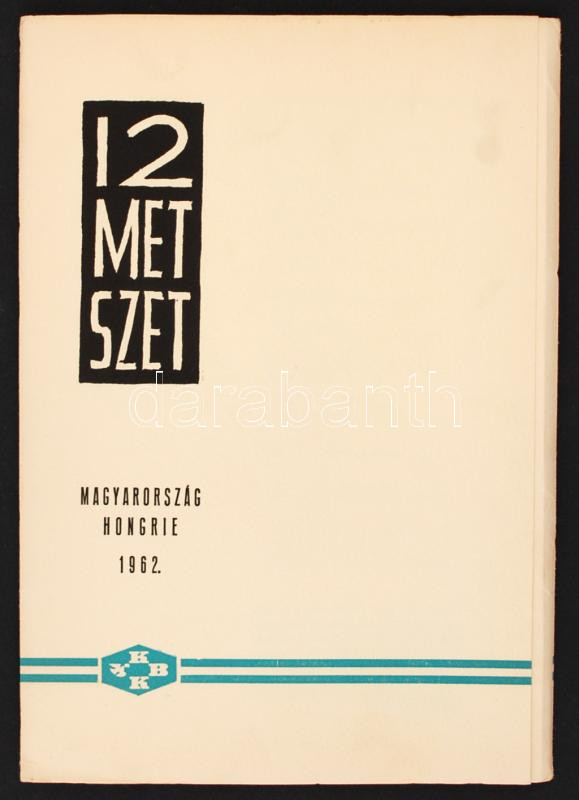 12
MET
SZET
darabanth
MAGYARORSZÁG
HONGRIE
1962.
K
K B
K